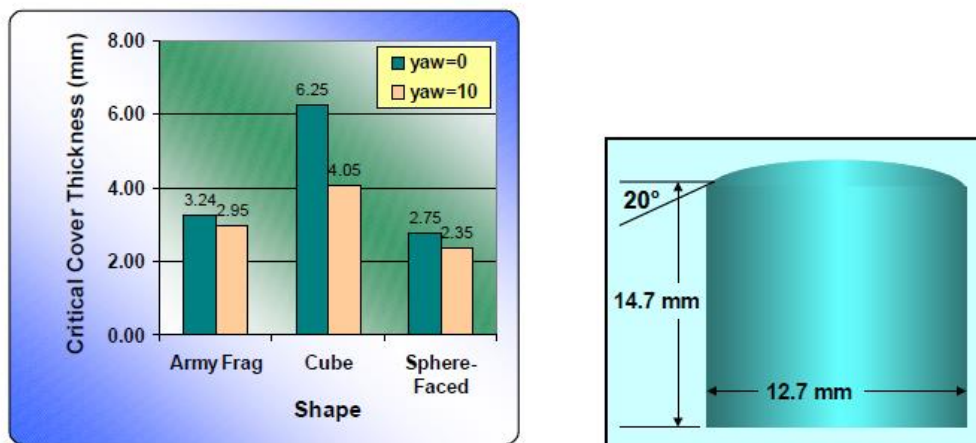 Critical Cover Thickness (mm)
8.00
6.00
4.00
2.00
0.00
yaw=0
yaw=10
3.24
2.95
6.25
4.05
2.75
2.35
Army Frag
Cube
Sphere-
Faced
Shape
20°
14.7 mm
12.7 mm